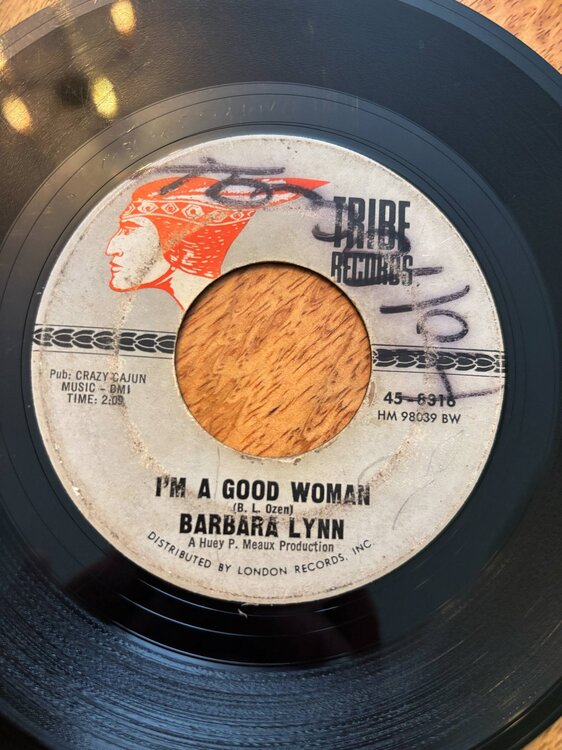 TRIBE
RECORDS
Pub: CRAZY CAJUN
MUSIC - BMI
TIME: 2:09
45-8316
HM 98039 BW
I'M A GOOD WOMAN
(B. L. Ozen)
BARBARA LYNN
A Huey P. Meaux Production
DISTRIBUTED BY LONDON RECORDS, INC.